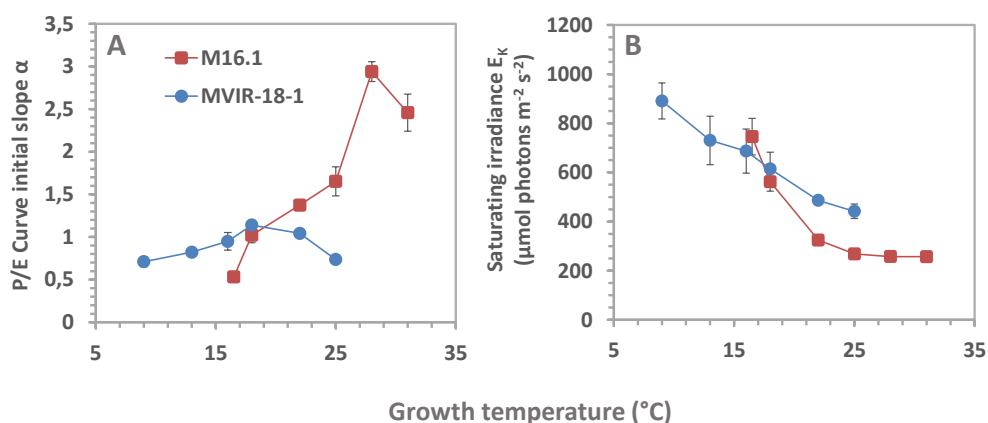 A
M16.1
MVIR-18-1
P/E Curve initial slope α
3,5
3
2,5
2
1,5
1
0,5
0
5 15 25 35
B
Saturating irradiance E_K
(µmol photons m⁻² s⁻²)
1200
1000
800
600
400
200
0
5 15 25 35
Growth temperature (°C)